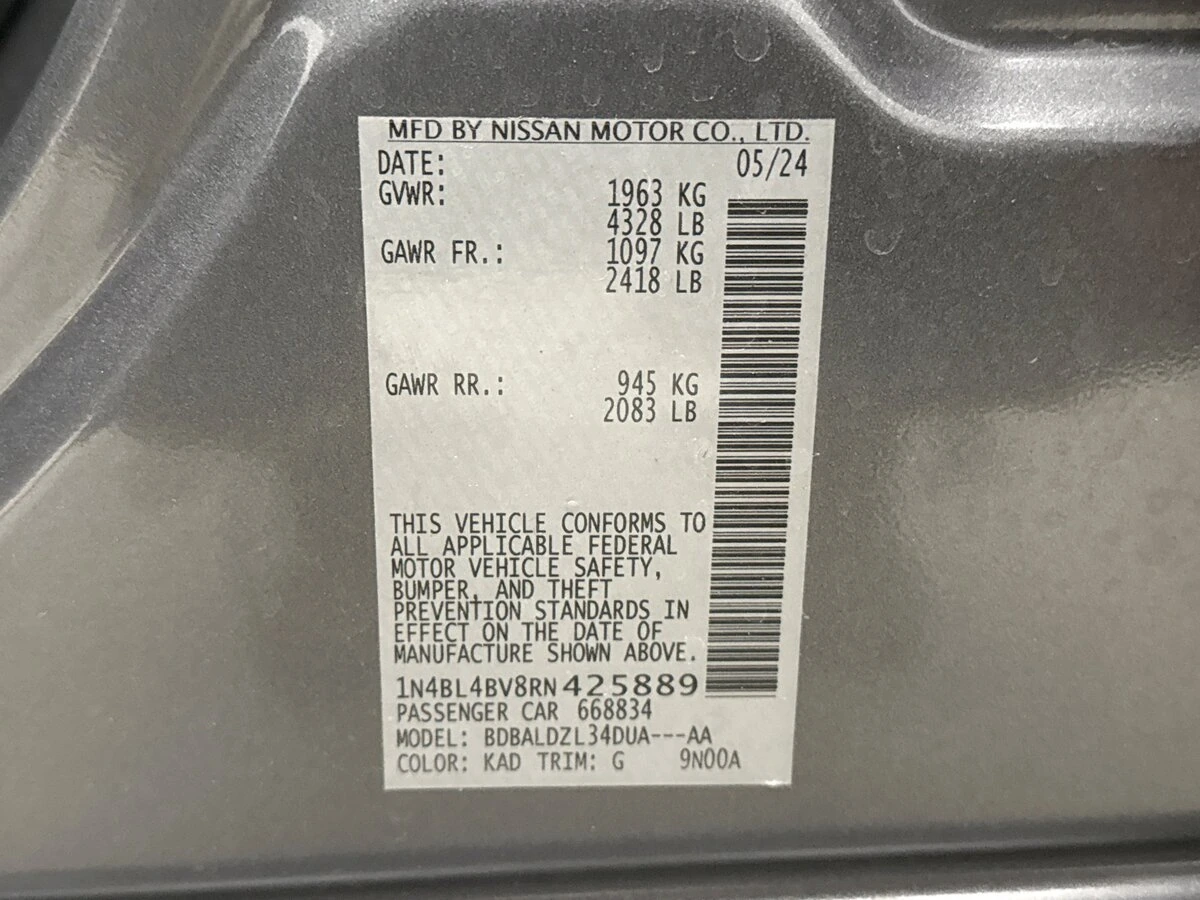 MFD BY NISSAN MOTOR CO., LTD.
DATE: 05/24
GVWR: 1963 KG
4328 LB
GAWR FR.: 1097 KG
2418 LB
GAWR RR.: 945 KG
2083 LB
THIS VEHICLE CONFORMS TO
ALL APPLICABLE FEDERAL
MOTOR VEHICLE SAFETY,
BUMPER, AND THEFT
PREVENTION STANDARDS IN
EFFECT ON THE DATE OF
MANUFACTURE SHOWN ABOVE.
1N4BL4BV8RN425889
PASSENGER CAR 668834
MODEL: BDBALDZL34DUA---AA
COLOR: KAD TRIM: G 9N00A